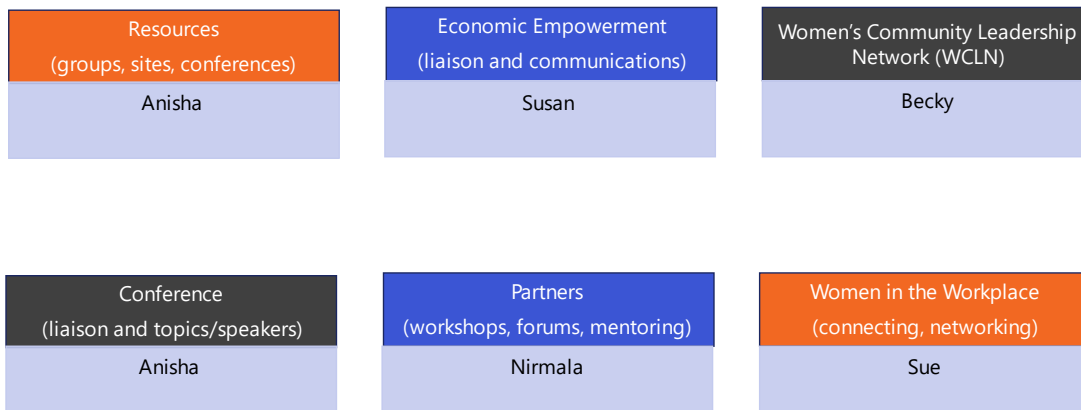 Resources
(groups, sites, conferences)
Anisha
Economic Empowerment
(liaison and communications)
Susan
Women’s Community Leadership
Network (WCLN)
Becky
Conference
(liaison and topics/speakers)
Anisha
Partners
(workshops, forums, mentoring)
Nirmala
Women in the Workplace
(connecting, networking)
Sue